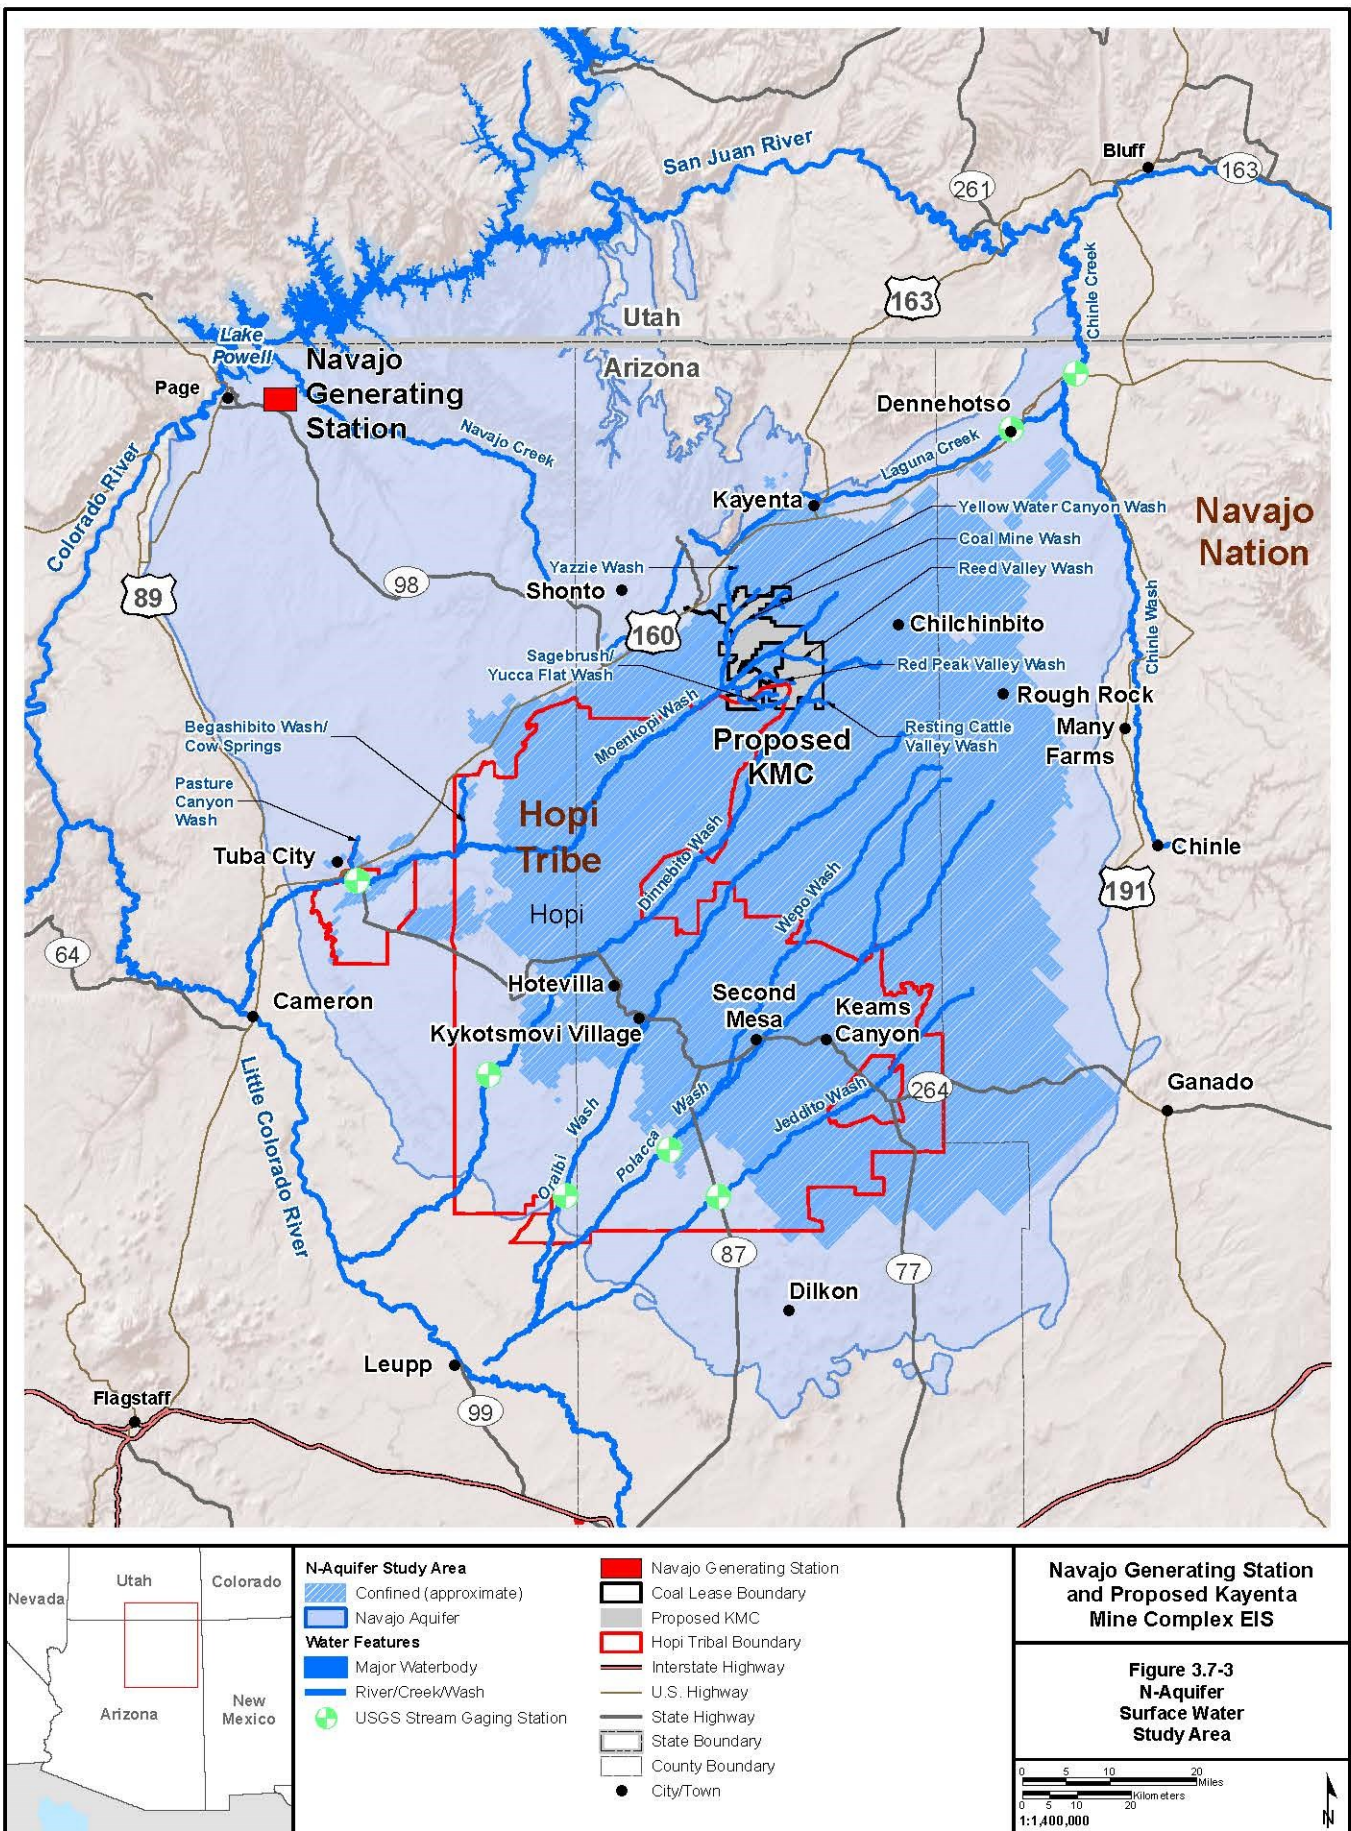 San Juan River
Bluff
163
261
Chinle Creek
163
Utah
Arizona
Lake
Powell
Navajo
Generating
Station
Page
Dennehotso
Navajo Creek
Laguna Creek
Colorado River
Kayenta
Yellow Water Canyon Wash
Navajo
Nation
Coal Mine Wash
Yazzie Wash
Reed Valley Wash
98
Shonto
89
160
Chilchinbito
Chinle Wash
Sagebrush/
Yucca Flat Wash
Red Peak Valley Wash
Rough Rock
Moenkopi Wash
Begashibito Wash/
Cow Springs
Resting Cattle
Valley Wash
Many
Farms
Proposed
KMC
Pasture
Canyon
Wash
Hopi
Tribe
Tuba City
Dinnebito Wash
Chinle
191
Hopi
Wepo Wash
64
Hotevilla
Cameron
Second
Mesa
Keams
Canyon
Kykotsmovi Village
Little Colorado River
264
Ganado
Oraibi Wash
Polacca Wash
Jeddito Wash
87
77
Dilkon
Leupp
Flagstaff
99
Nevada
Utah
Colorado
Arizona
New
Mexico
N-Aquifer Study Area
Confined (approximate)
Navajo Aquifer
Water Features
Major Waterbody
River/Creek/Wash
USGS Stream Gaging Station
Navajo Generating Station
Coal Lease Boundary
Proposed KMC
Hopi Tribal Boundary
Interstate Highway
U.S. Highway
State Highway
State Boundary
County Boundary
City/Town
Navajo Generating Station
and Proposed Kayenta
Mine Complex EIS
Figure 3.7-3
N-Aquifer
Surface Water
Study Area
0 5 10 20
Miles
Kilometers
0 5 10 20
1:1,400,000
N